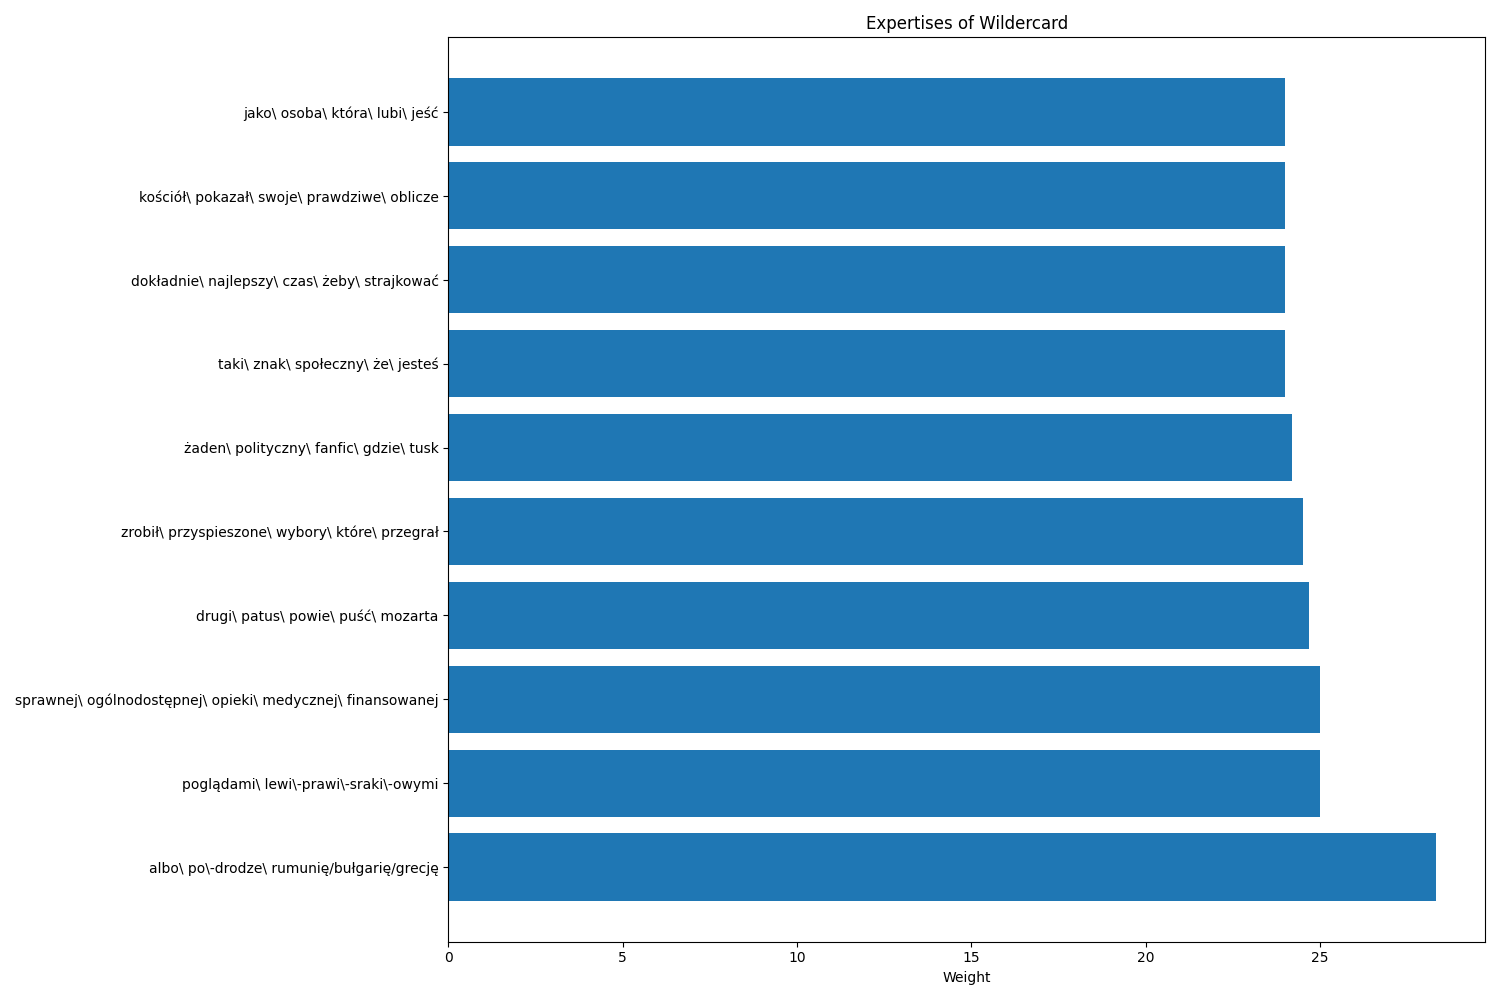 Expertises of Wildercard
jako\ osoba\ która\ lubi\ jeść
kościół\ pokazał\ swoje\ prawdziwe\ oblicze
dokładnie\ najlepszy\ czas\ żeby\ strajkować
taki\ znak\ społeczny\ że\ jesteś
żaden\ polityczny\ fanfic\ gdzie\ tusk
zrobił\ przyspieszone\ wybory\ które\ przegrał
drugi\ patus\ powie\ puść\ mozarta
sprawnej\ ogólnodostępnej\ opieki\ medycznej\ finansowanej
poglądami\ lewi\-prawi\-sraki\-owymi
albo\ po\-drodze\ rumunię/bułgarię/grecję
0 5 10 15 20 25
Weight